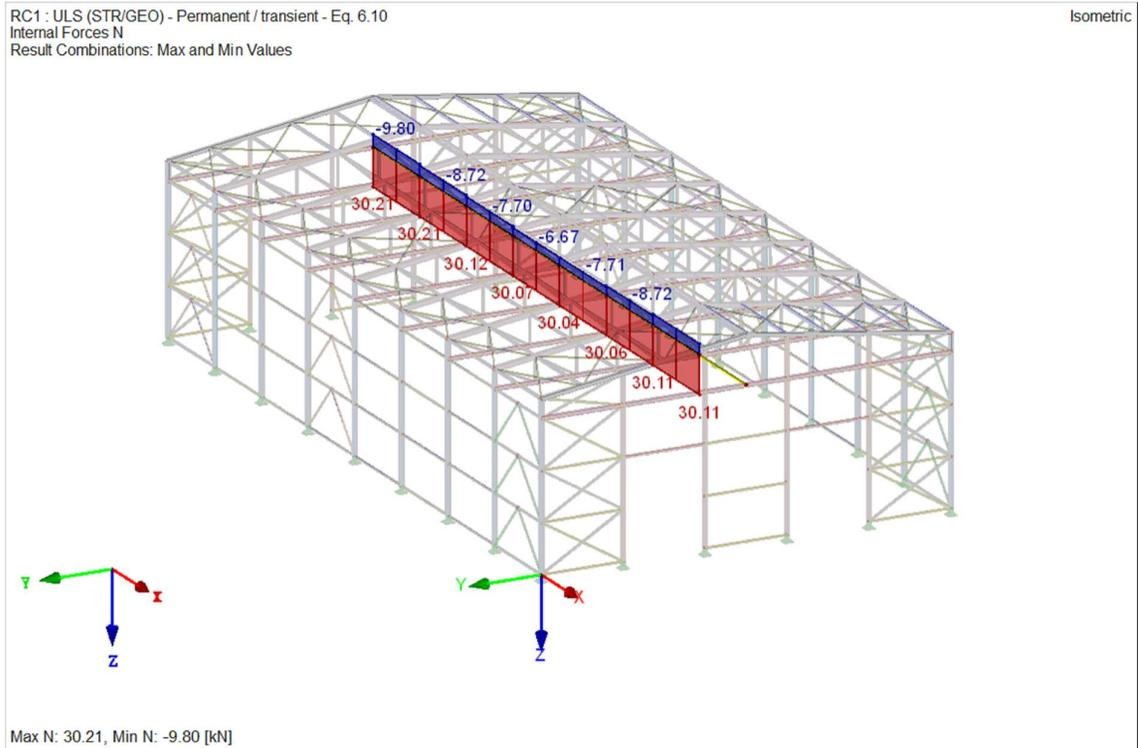 RC1 : ULS (STR/GEO) - Permanent / transient - Eq. 6.10
Isometric
Internal Forces N
Result Combinations: Max and Min Values
-9.80
-8.72
-7.70
-6.67
-7.71
-8.72
30.21
30.21
30.12
30.07
30.04
30.06
30.11
30.11
Y
X
Z
Y
X
Z
Max N: 30.21, Min N: -9.80 [kN]